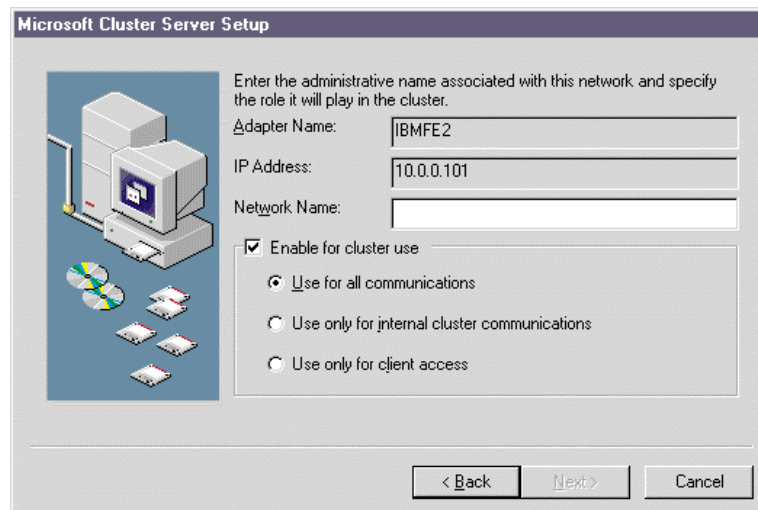 Microsoft Cluster Server Setup
Enter the administrative name associated with this network and specify
the role it will play in the cluster.
Adapter Name:
IBMFE2
IP Address:
10.0.0.101
Network Name:
Enable for cluster use
Use for all communications
Use only for internal cluster communications
Use only for client access
< Back
Next >
Cancel